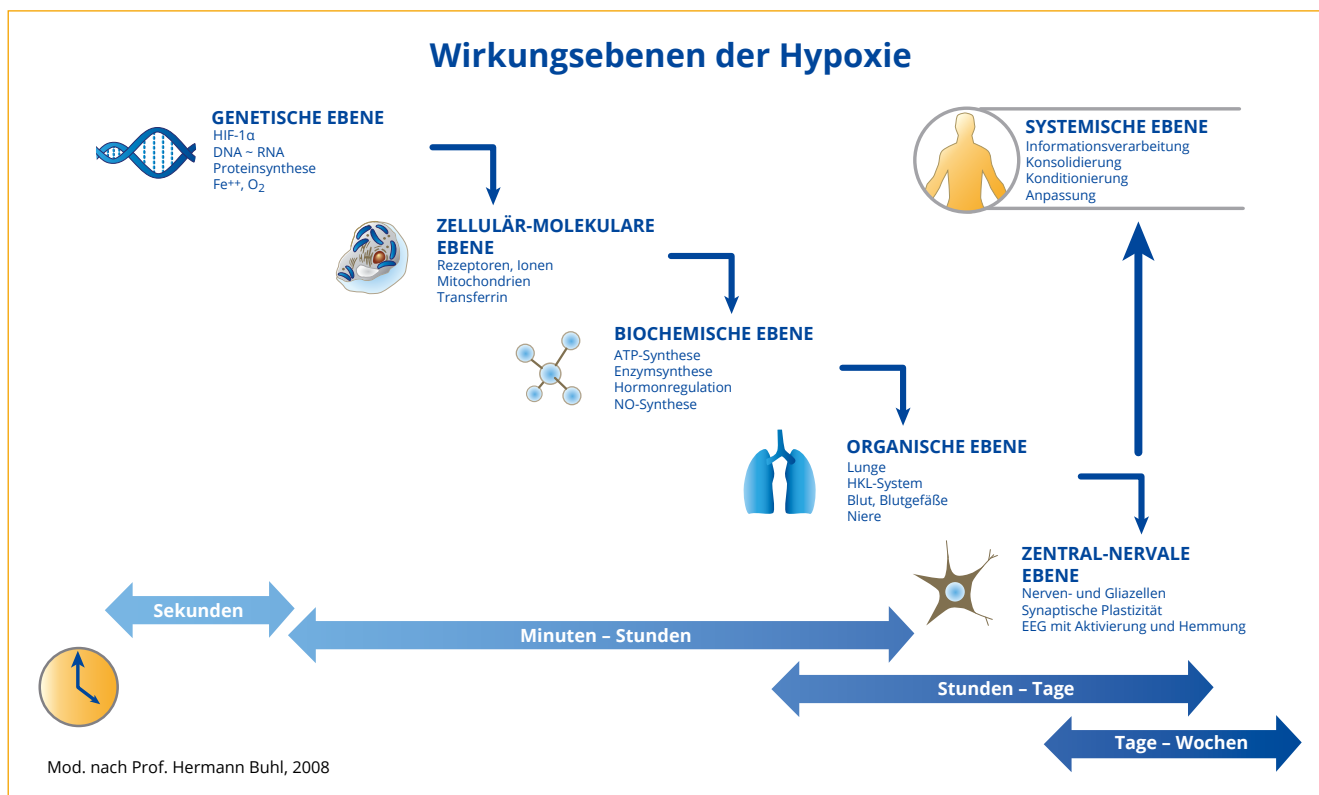 Wirkungsebenen der Hypoxie
GENETISCHE EBENE
HIF-1α
DNA ~ RNA
Proteinsynthese
Fe⁺⁺, O₂
SYSTEMISCHE EBENE
Informationsverarbeitung
Konsolidierung
Konditionierung
Anpassung
ZELLULÄR-MOLEKULARE
EBENE
Rezeptoren, Ionen
Mitochondrien
Transferrin
BIOCHEMISCHE EBENE
ATP-Synthese
Enzymsynthese
Hormonregulation
NO-Synthese
ORGANISCHE EBENE
Lunge
HKL-System
Blut, Blutgefäße
Niere
ZENTRAL-NERVALE
EBENE
Nerven- und Gliazellen
Synaptische Plastizität
EEG mit Aktivierung und Hemmung
Sekunden
Minuten – Stunden
Stunden – Tage
Tage – Wochen
Mod. nach Prof. Hermann Buhl, 2008